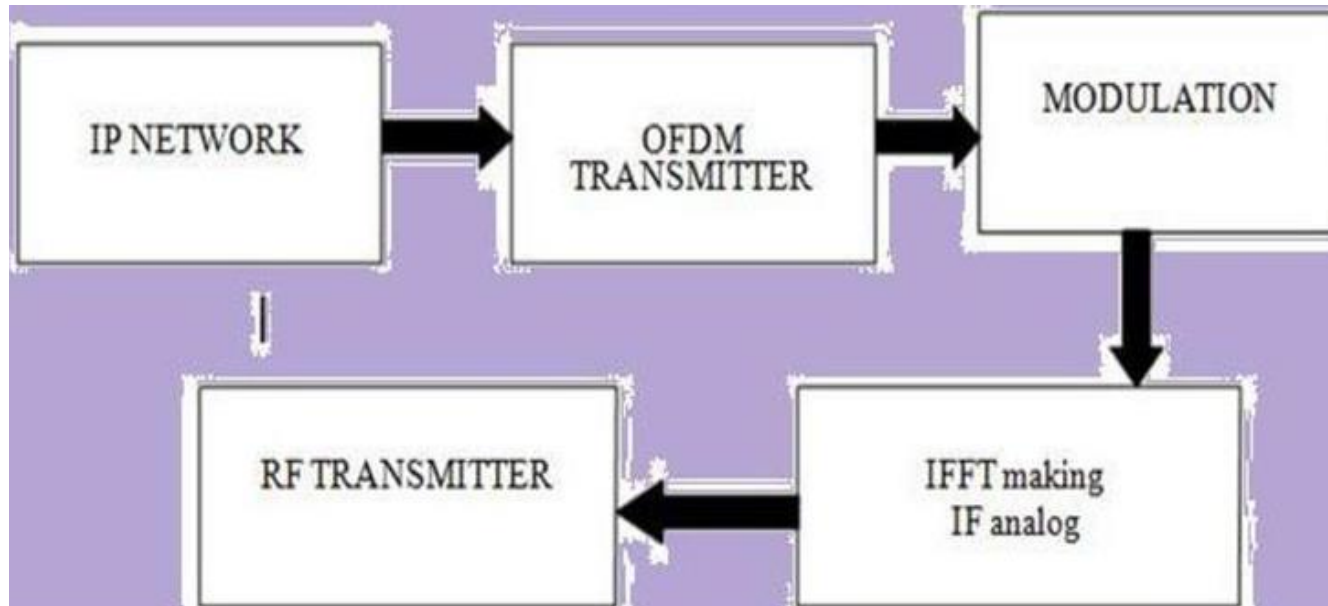 IP NETWORK
OFDM
TRANSMITTER
MODULATION
RF TRANSMITTER
IFFT making
IF analog